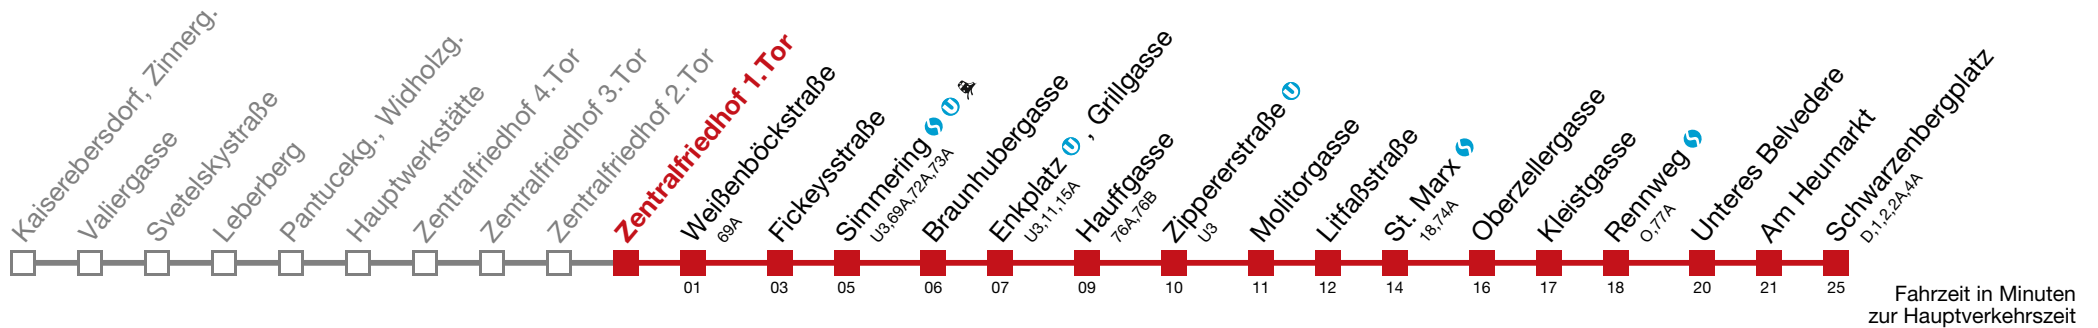 Kaiserebersdorf, Zinnerg.
Valiergasse
Svetelskystraße
Leberberg
Pantucekg., Widholzg.
Hauptwerkstätte
Zentralfriedhof 4.Tor
Zentralfriedhof 3.Tor
Zentralfriedhof 2.Tor
Zentralfriedhof 1.Tor
Weißenböckstraße
69A
01
Fickeysstraße
03
Simmering S U
U3,69A,72A,73A
05
Braunhubergasse
06
Enkplatz U , Grillgasse
U3,11,15A
07
Hauffgasse
76A,76B
09
Zippererstraße U
U3
10
Molitorgasse
11
Litfaßstraße
12
St. Marx S
18,74A
14
Oberzellergasse
16
Kleistgasse
17
Rennweg S
O,77A
18
Unteres Belvedere
20
Am Heumarkt
21
Schwarzenbergplatz
D,1,2,2A,4A
25
Fahrzeit in Minuten
zur Hauptverkehrszeit